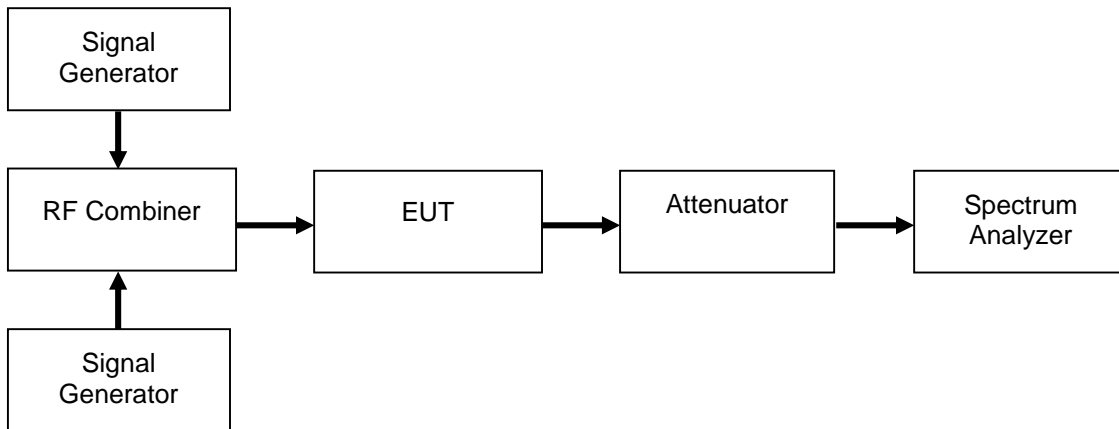 Signal
Generator
RF Combiner
EUT
Attenuator
Spectrum
Analyzer
Signal
Generator